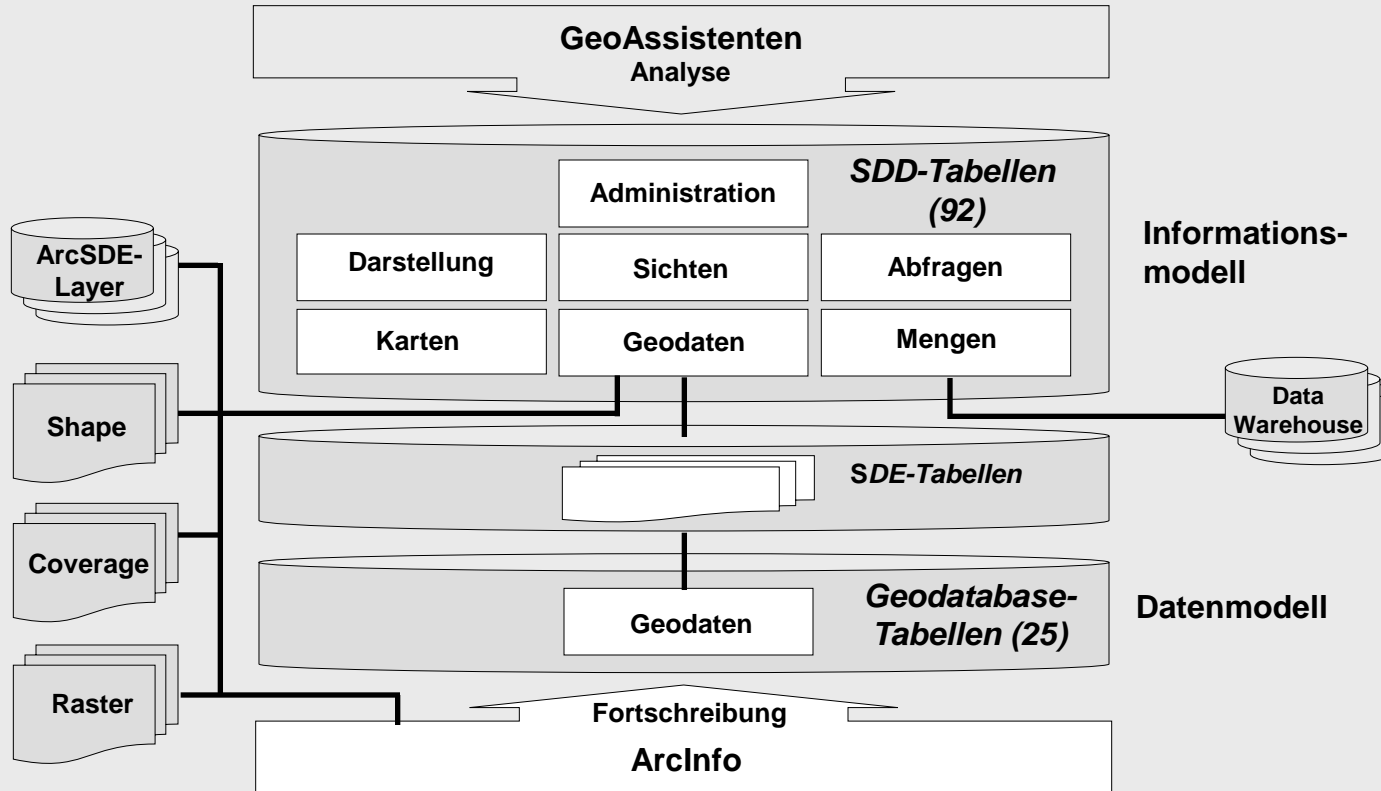 GeoAssistenten
Analyse
SDD-Tabellen
(92)
Administration
Darstellung
Sichten
Abfragen
Karten
Geodaten
Mengen
Informations-
modell
ArcSDE-
Layer
Shape
Coverage
Raster
Data
Warehouse
SDE-Tabellen
Geodatabase-
Tabellen (25)
Geodaten
Datenmodell
Fortschreibung
ArcInfo